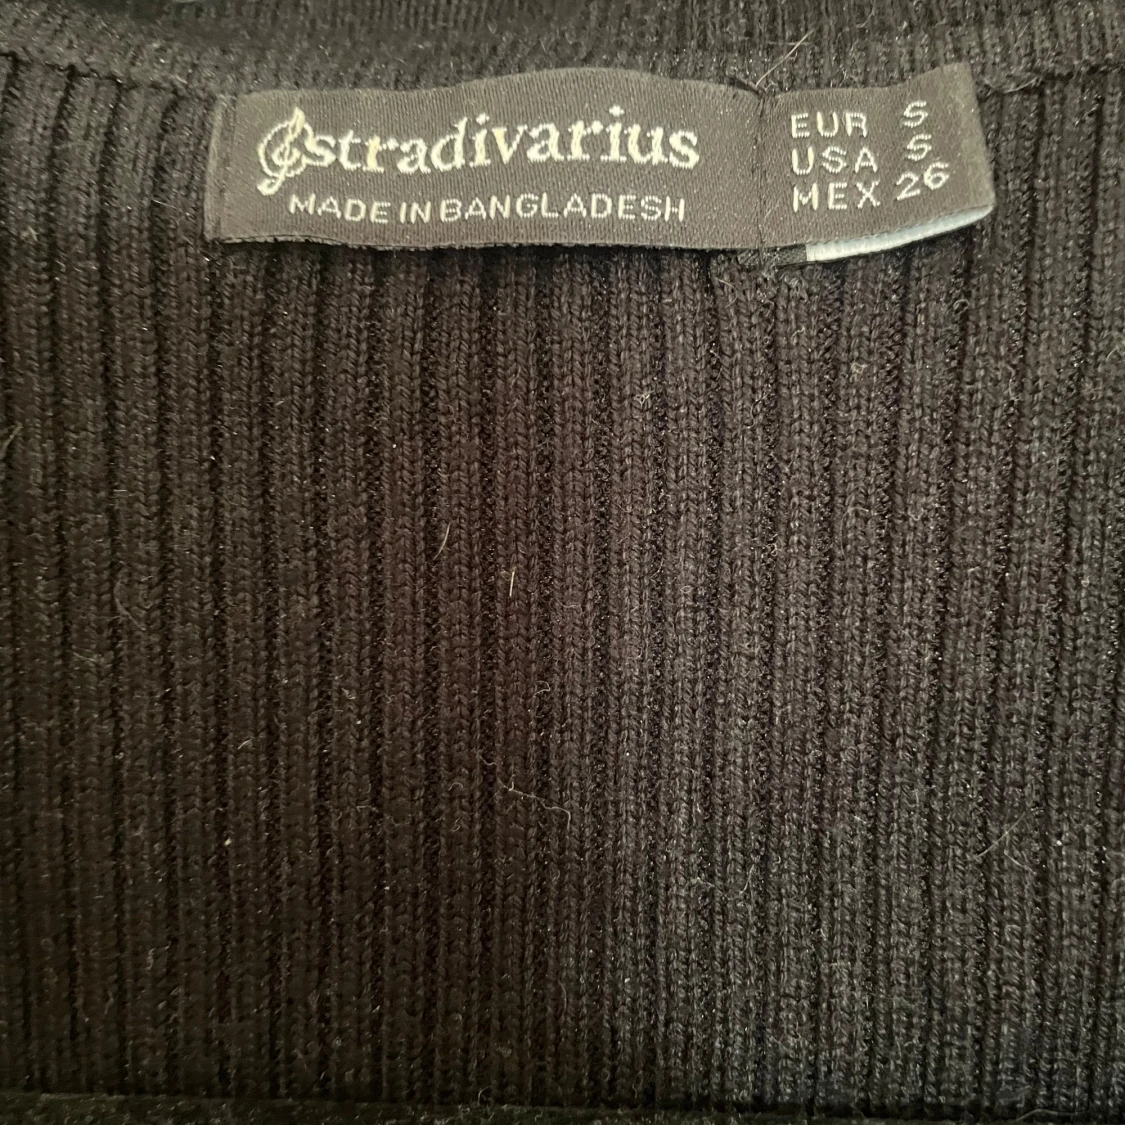 stradivarius
MADE IN BANGLADESH
EUR S
USA S
MEX 26